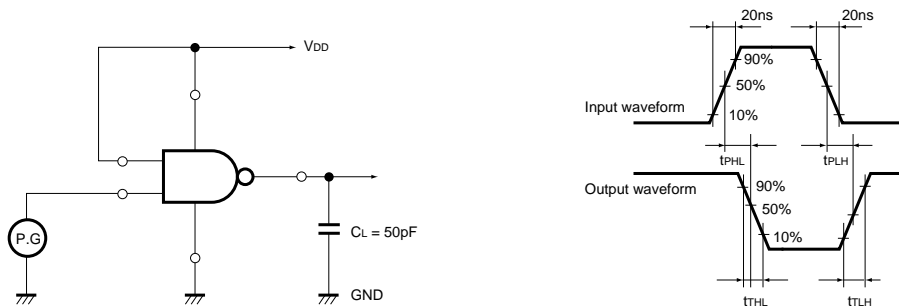 VDD
P.G
CL = 50pF
GND
20ns
20ns
90%
50%
10%
Input waveform
tPHL
tPLH
Output waveform
90%
50%
10%
tTHL
tTLH